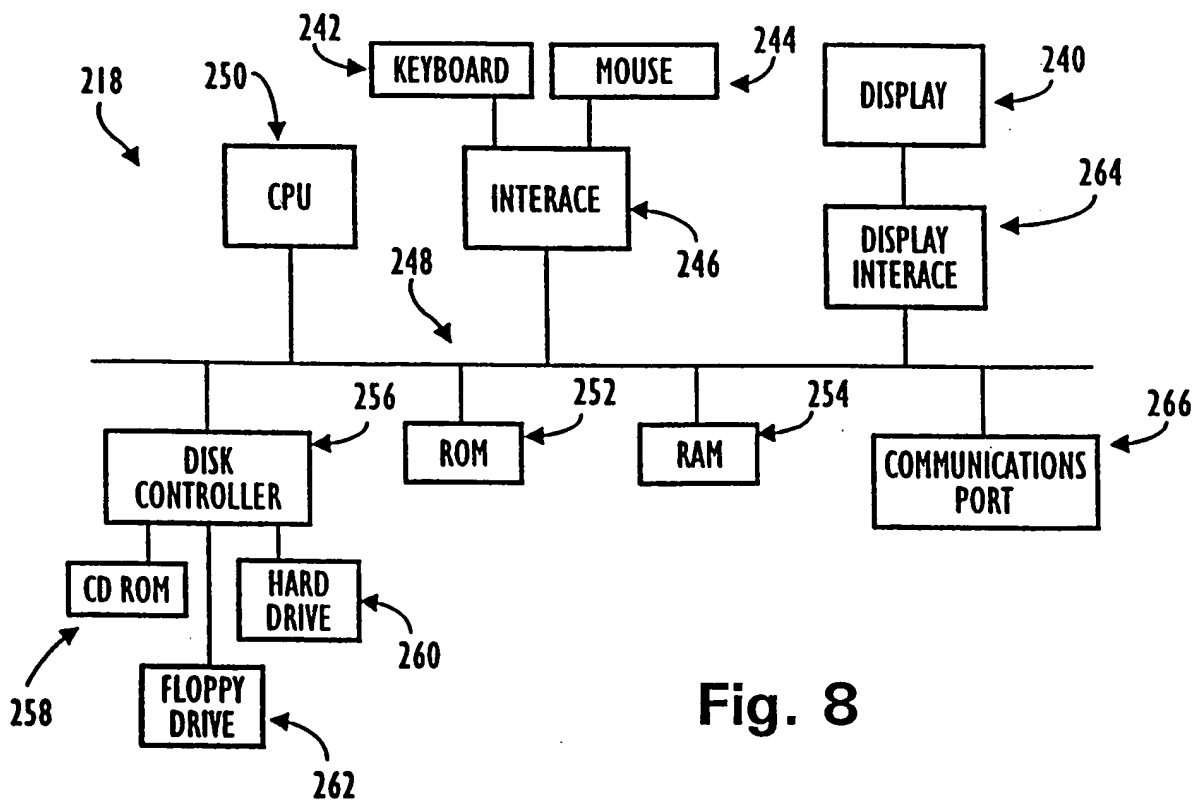 242
KEYBOARD
MOUSE
244
218
250
DISPLAY
240
CPU
INTERACE
246
264
DISPLAY
INTERACE
248
256
252
254
266
DISK
CONTROLLER
ROM
RAM
COMMUNICATIONS
PORT
CD ROM
HARD
DRIVE
258
260
FLOPPY
DRIVE
262
Fig. 8